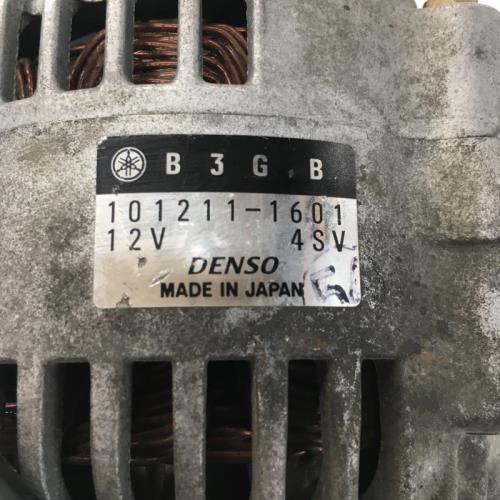 B 3 G B
101211-1601
12V 4SV
DENSO
MADE IN JAPAN